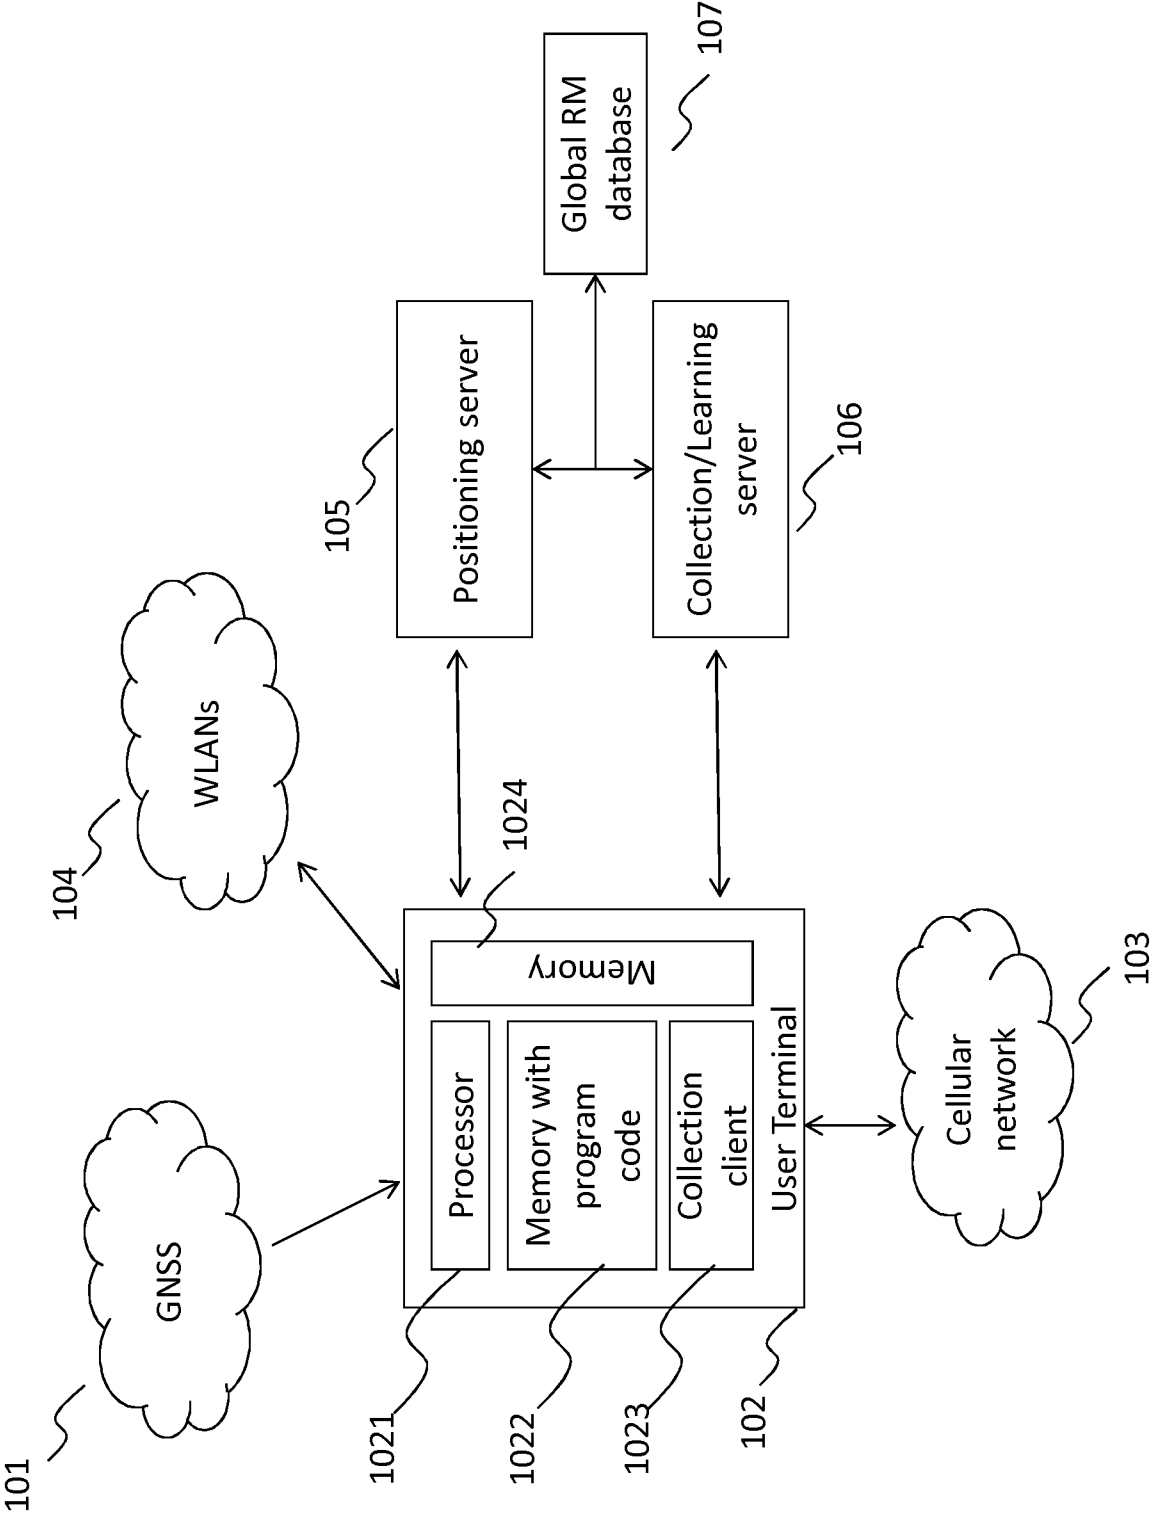 101
GNSS
104
WLANs
1021
Processor
1022
Memory with
program
code
1023
Collection
client
102
User Terminal
Memory
1024
103
Cellular
network
105
Positioning server
106
Collection/Learning
server
107
Global RM
database